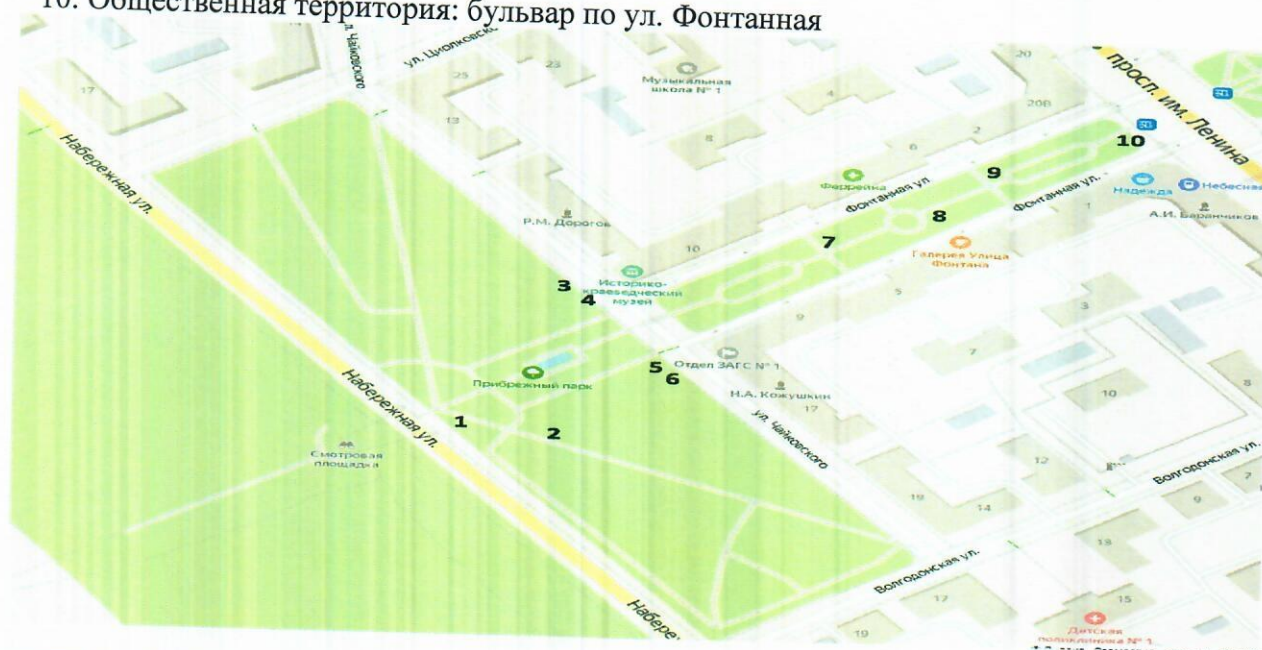 10. Общественная территория: бульвар по ул. Фонтанная
Чайковского
ул. Циолковск
17
25
23
13
Музыкальная
школа № 1
8
4
6
2
20
20В
просп. им. Ленина
10
9
8
7
Феррейна
Фонтанная ул
Фонтанная ул.
Надежда
Небесная
А.И. Баранчиков
1
Галерея Улица
Фонтана
Набережная ул.
Р.М. Дорогов
10
3
4
Историко-
краеведческий
музей
5
9
3
7
5
6
Отдел ЗАГС № 1
Н.А. Кожушкин
17
10
8
Прибрежный парк
Набережная ул.
1
2
Смотровая
площадка
ул. Чайковского
12
Волгодонская ул.
7
9
19
14
18
Волгодонская ул.
17
15
19
Набере
Детская
поликлиника № 1